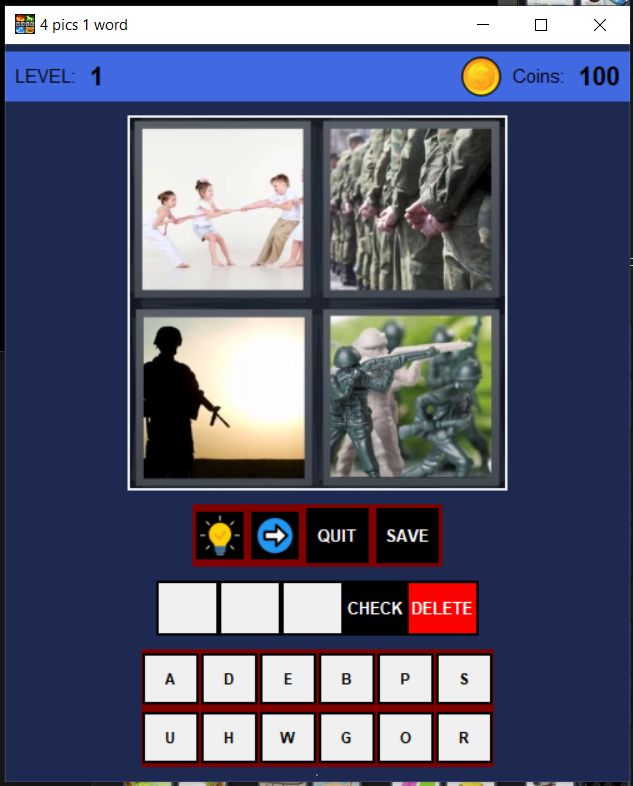 4 pics 1 word
LEVEL: 1 Coins: 100
QUIT SAVE
CHECK DELETE
A D E B P S
U H W G O R